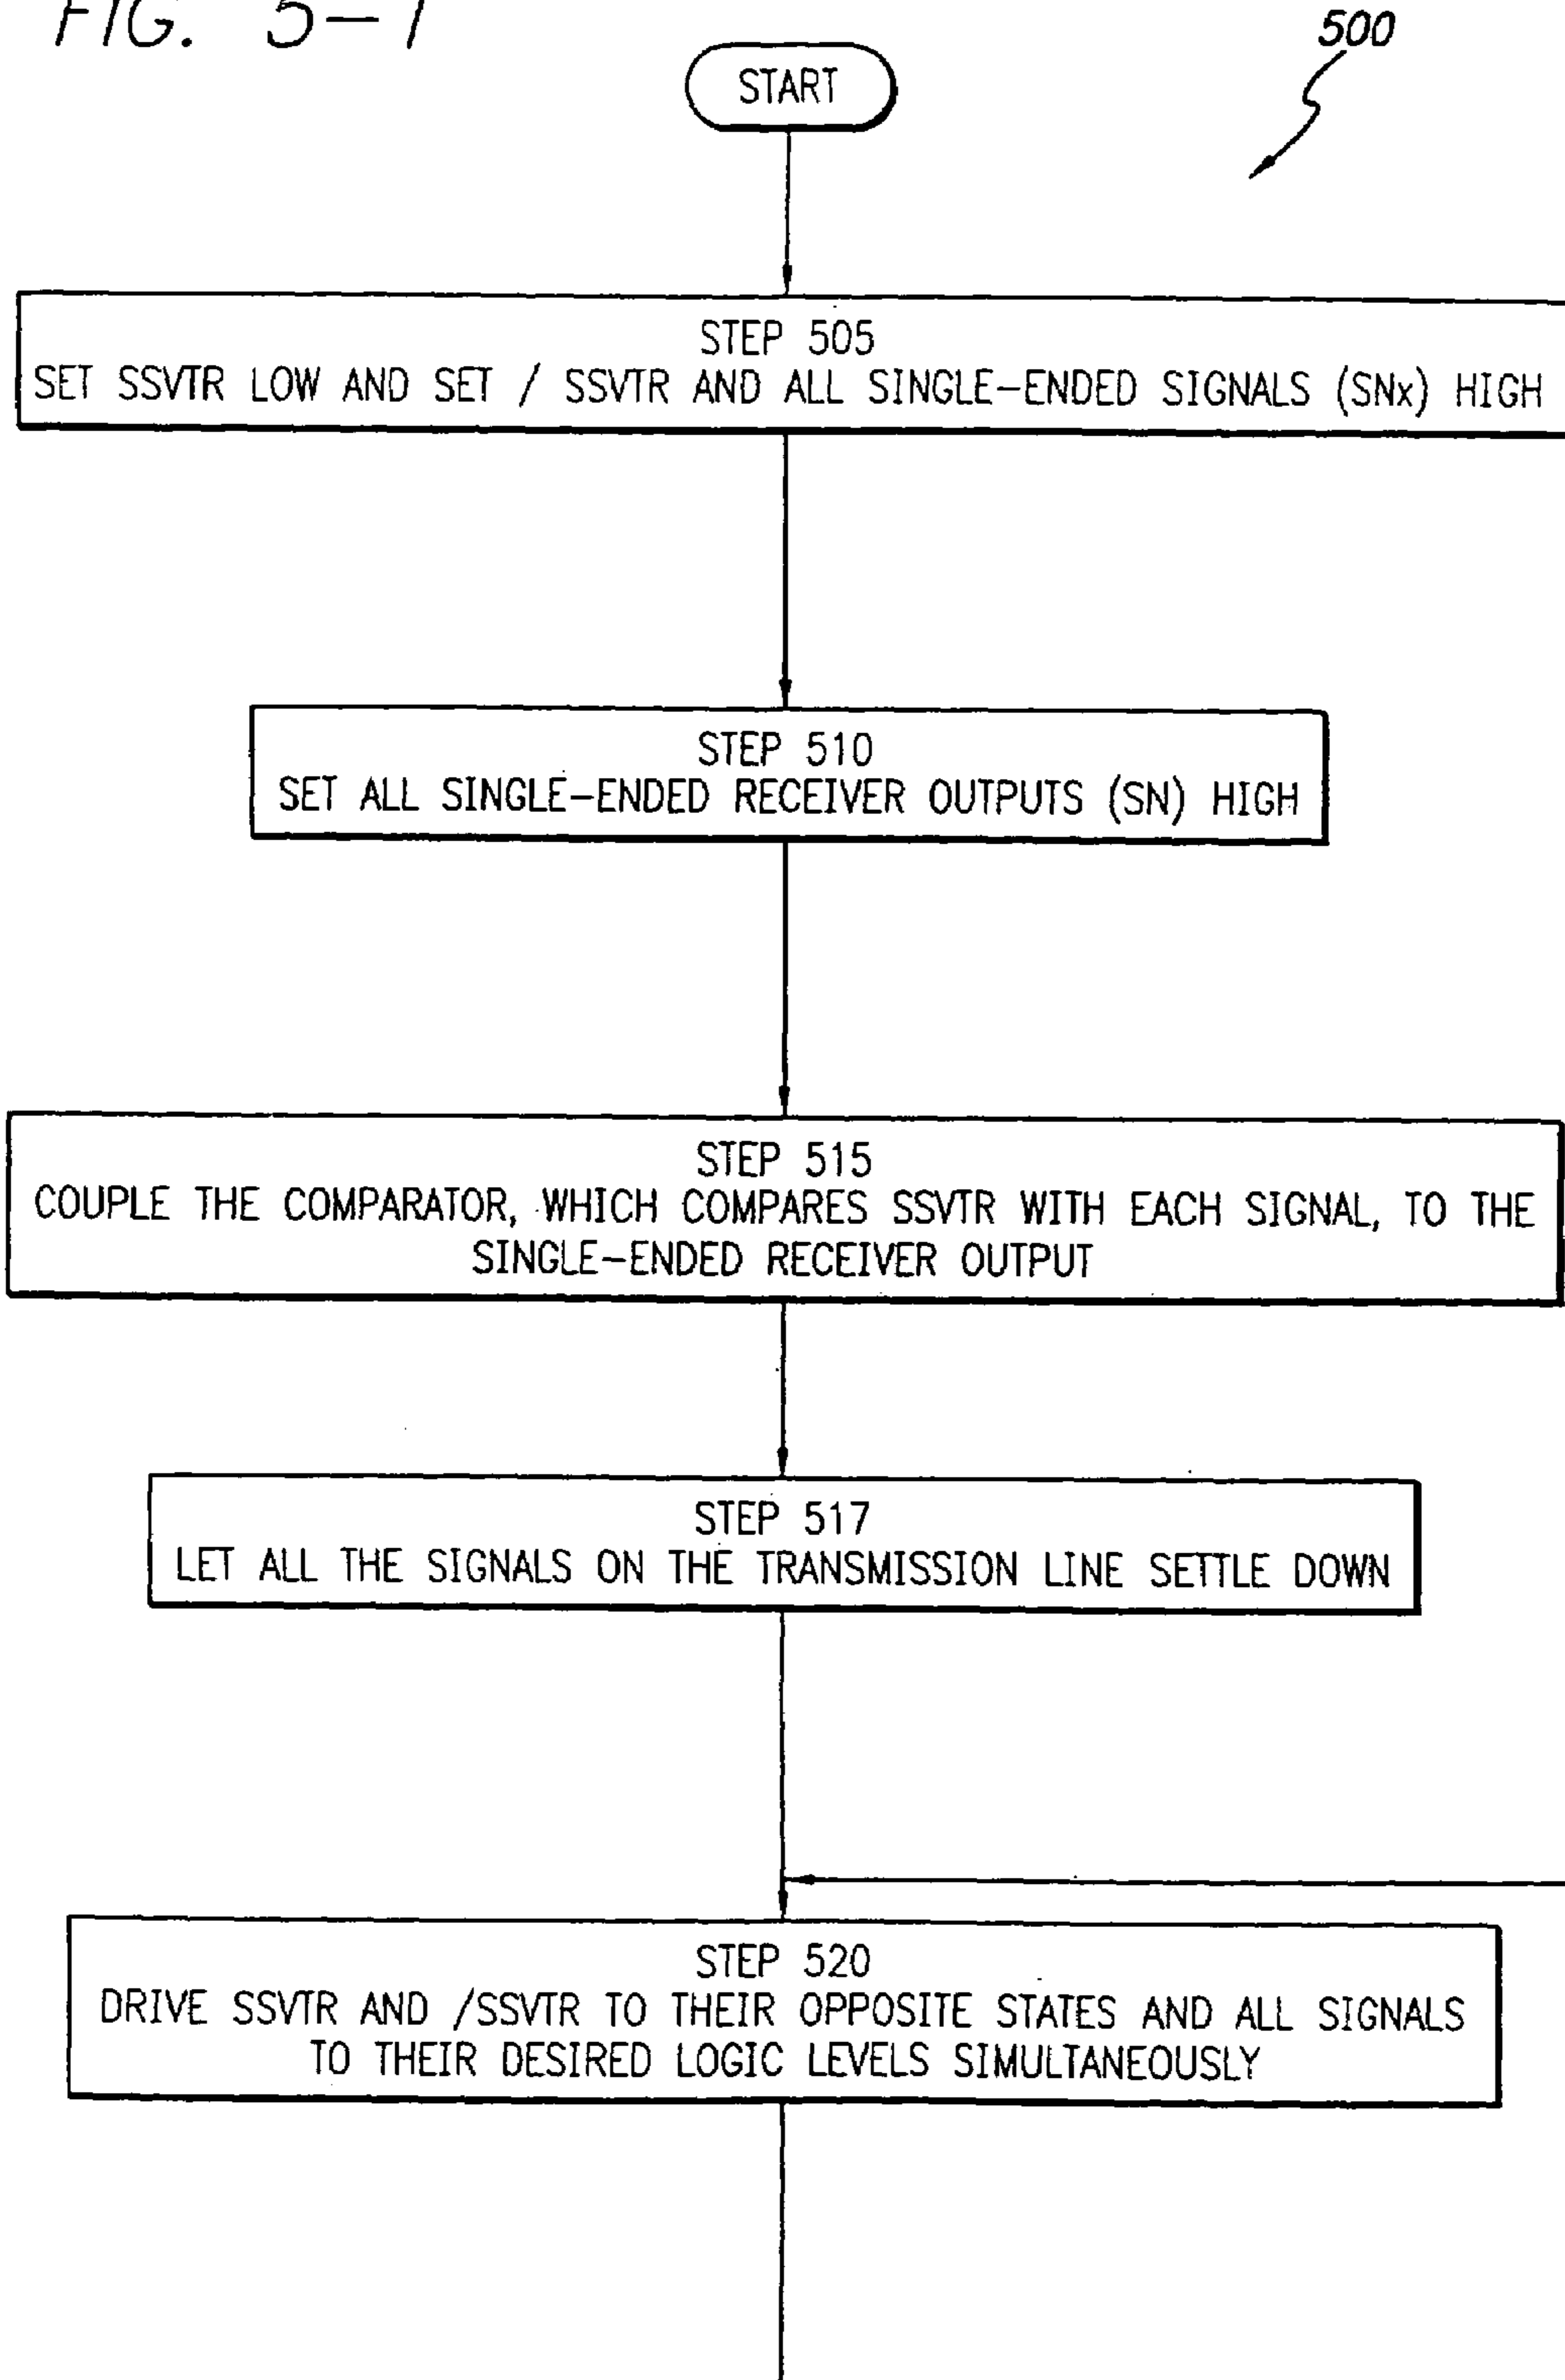 FIG. 5-1
500
START
STEP 505
SET SSVTR LOW AND SET / SSVTR AND ALL SINGLE-ENDED SIGNALS (SNx) HIGH
STEP 510
SET ALL SINGLE-ENDED RECEIVER OUTPUTS (SN) HIGH
STEP 515
COUPLE THE COMPARATOR, WHICH COMPARES SSVTR WITH EACH SIGNAL, TO THE
SINGLE-ENDED RECEIVER OUTPUT
STEP 517
LET ALL THE SIGNALS ON THE TRANSMISSION LINE SETTLE DOWN
STEP 520
DRIVE SSVTR AND /SSVTR TO THEIR OPPOSITE STATES AND ALL SIGNALS
TO THEIR DESIRED LOGIC LEVELS SIMULTANEOUSLY